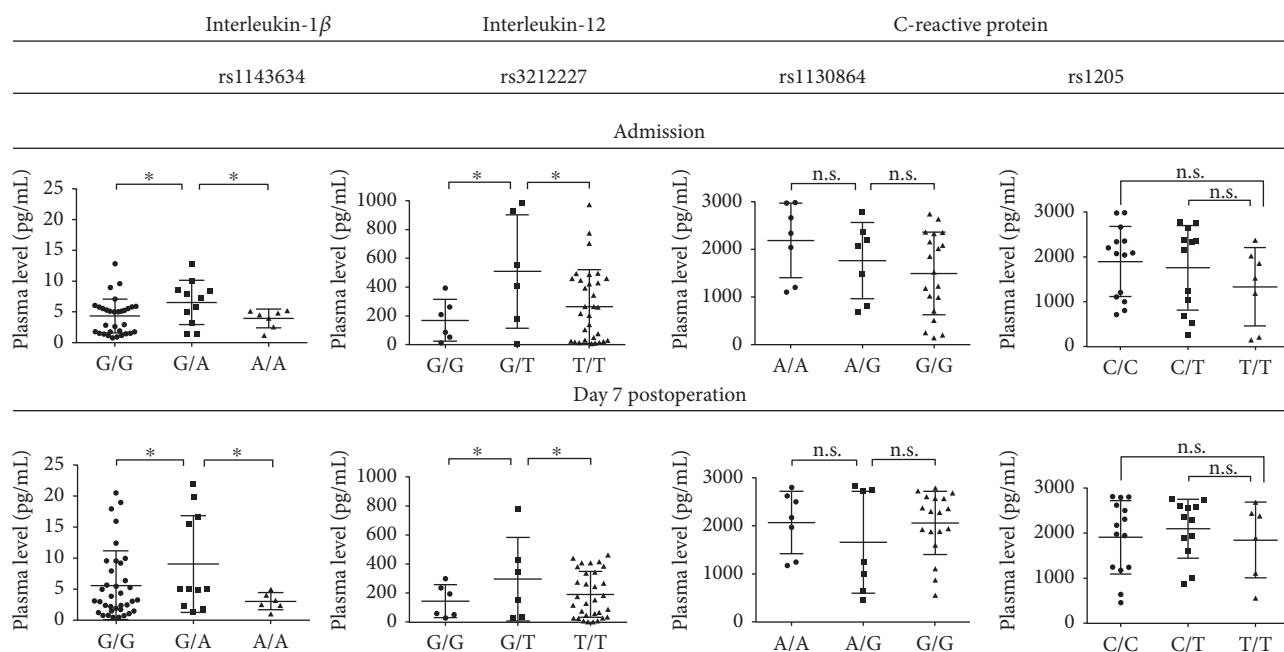 Interleukin-1β Interleukin-12 C-reactive protein
rs1143634 rs3212227 rs1130864 rs1205
Admission
Plasma level (pg/mL)
25
20
15
10
5
0
* *
G/G G/A A/A
Plasma level (pg/mL)
1000
800
600
400
200
0
* *
G/G G/T T/T
Plasma level (pg/mL)
3000
2000
1000
0
n.s. n.s.
A/A A/G G/G
Plasma level (pg/mL)
3000
2000
1000
0
n.s.
n.s.
C/C C/T T/T
Day 7 postoperation
Plasma level (pg/mL)
25
20
15
10
5
0
* *
G/G G/A A/A
Plasma level (pg/mL)
1000
800
600
400
200
0
* *
G/G G/T T/T
Plasma level (pg/mL)
3000
2000
1000
0
n.s. n.s.
A/A A/G G/G
Plasma level (pg/mL)
3000
2000
1000
0
n.s.
n.s.
C/C C/T T/T